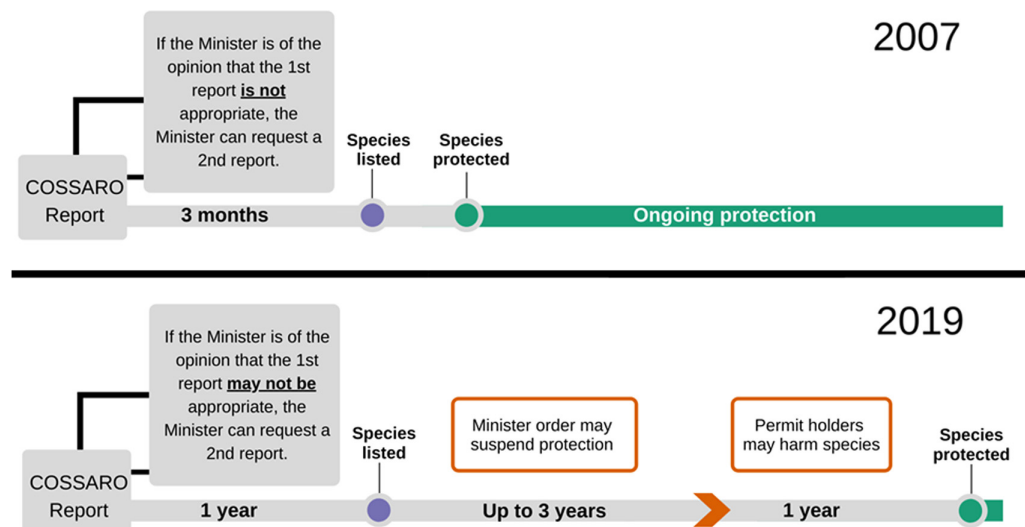 2007
If the Minister is of the
opinion that the 1st
report is not
appropriate, the
Minister can request a
2nd report.
Species
listed
Species
protected
COSSARO
Report
3 months
Ongoing protection
2019
If the Minister is of the
opinion that the 1st
report may not be
appropriate, the
Minister can request a
2nd report.
Species
listed
Minister order may
suspend protection
Permit holders
may harm species
Species
protected
COSSARO
Report
1 year
Up to 3 years
1 year